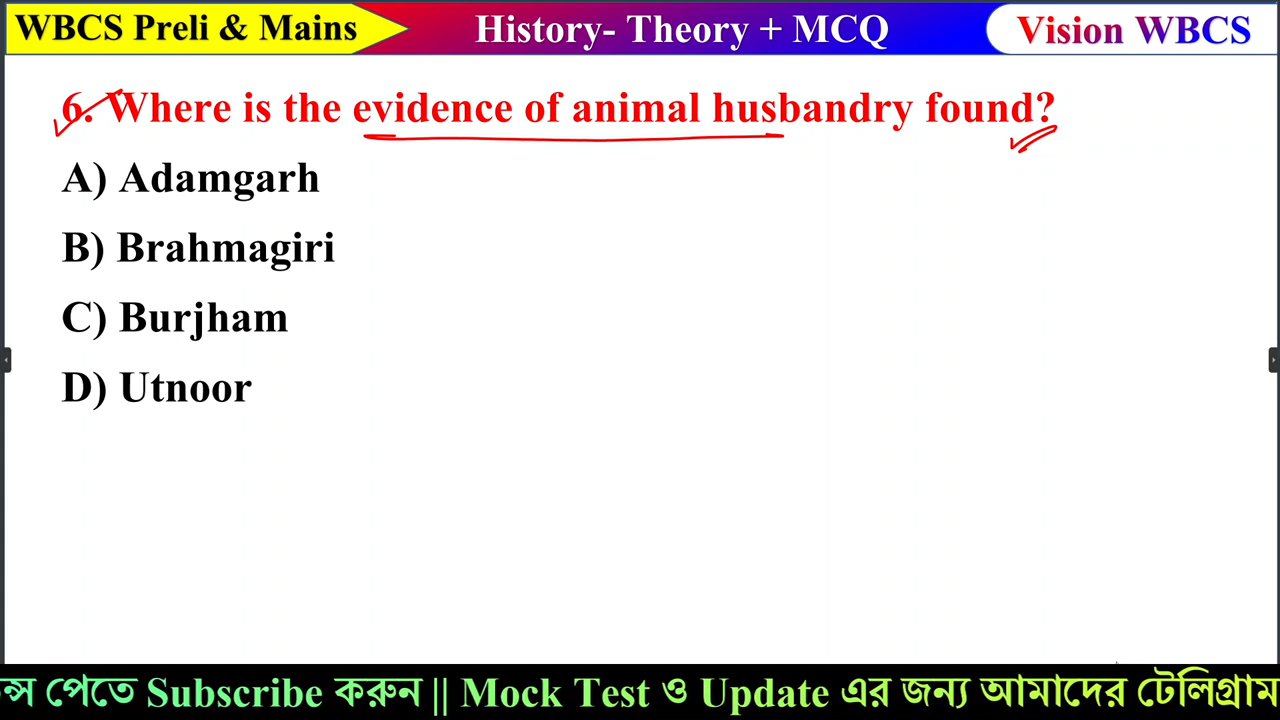 WBCS Preli & Mains
History- Theory + MCQ
Vision WBCS
6. Where is the evidence of animal husbandry found?
A) Adamgarh
B) Brahmagiri
C) Burjham
D) Utnoor
ন্স পেতে Subscribe করুন || Mock Test ও Update এর জন্য আমাদের টেলিগ্রাম